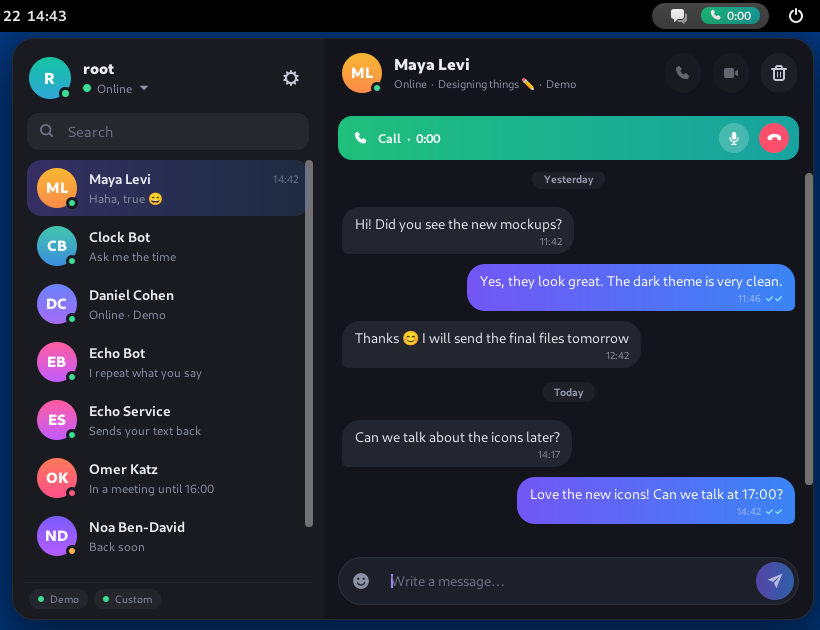 22 14:43
0:00
R
root
Online
Search
ML
Maya Levi
14:42
Haha, true 😄
CB
Clock Bot
Ask me the time
DC
Daniel Cohen
Online · Demo
EB
Echo Bot
I repeat what you say
ES
Echo Service
Sends your text back
OK
Omer Katz
In a meeting until 16:00
ND
Noa Ben-David
Back soon
Demo
Custom
ML
Maya Levi
Online · Designing things ✏️ · Demo
Call · 0:00
Yesterday
Hi! Did you see the new mockups?
11:42
Yes, they look great. The dark theme is very clean.
11:46
Thanks 😊 I will send the final files tomorrow
12:42
Today
Can we talk about the icons later?
14:17
Love the new icons! Can we talk at 17:00?
14:42
Write a message...